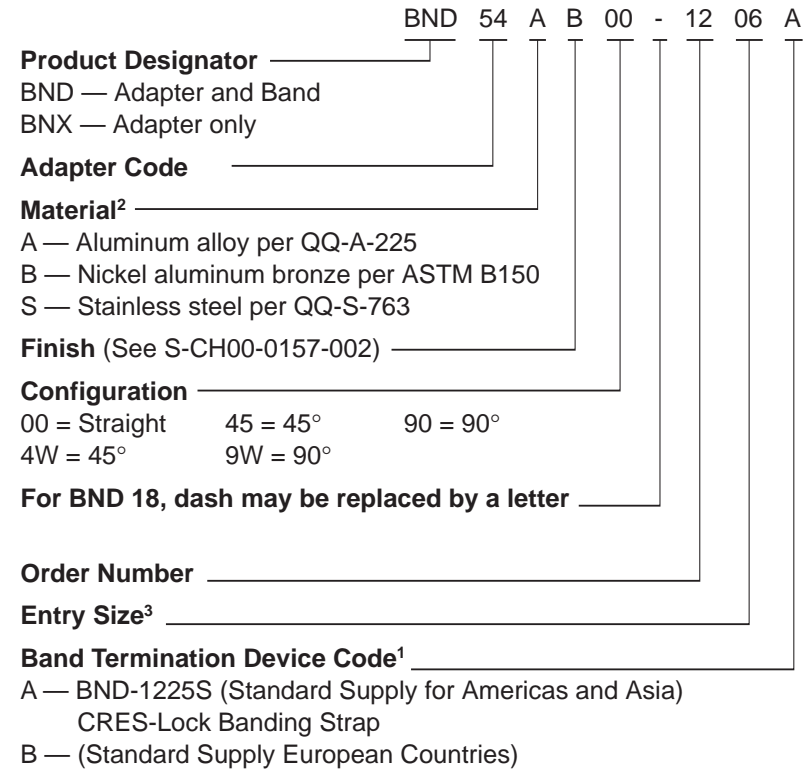 BND 54 A B 00 - 12 06 A
Product Designator
BND — Adapter and Band
BNX — Adapter only
Adapter Code
Material²
A — Aluminum alloy per QQ-A-225
B — Nickel aluminum bronze per ASTM B150
S — Stainless steel per QQ-S-763
Finish (See S-CH00-0157-002)
Configuration
00 = Straight 45 = 45° 90 = 90°
4W = 45° 9W = 90°
For BND 18, dash may be replaced by a letter
Order Number
Entry Size³
Band Termination Device Code¹
A — BND-1225S (Standard Supply for Americas and Asia)
CRES-Lock Banding Strap
B — (Standard Supply European Countries)